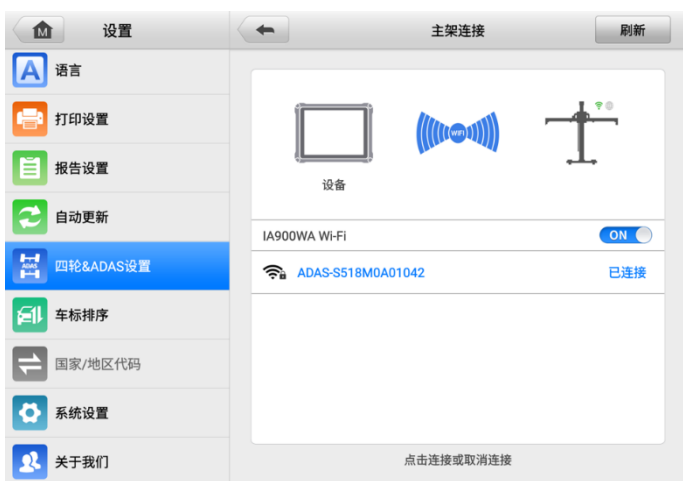 M
设置
主架连接
刷新
A 语言
打印设置
报告设置
自动更新
ADAS 四轮&ADAS设置
车标排序
国家/地区代码
系统设置
关于我们
WIFI
设备
IA900WA Wi-Fi
ON
ADAS-S518M0A01042
已连接
点击连接或取消连接